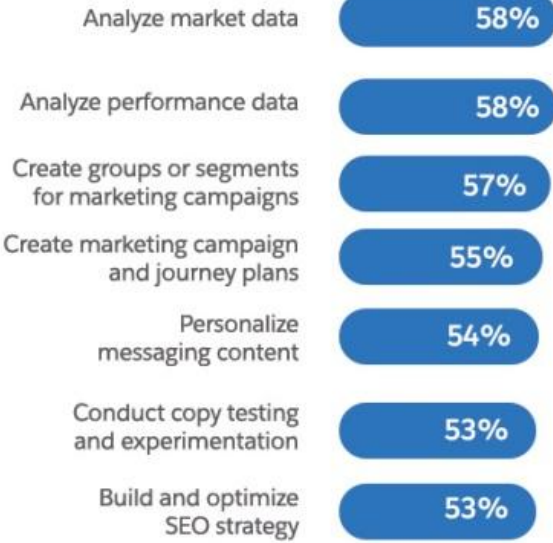 Analyze market data
58%
Analyze performance data
58%
Create groups or segments
for marketing campaigns
57%
Create marketing campaign
and journey plans
55%
Personalize
messaging content
54%
Conduct copy testing
and experimentation
53%
Build and optimize
SEO strategy
53%